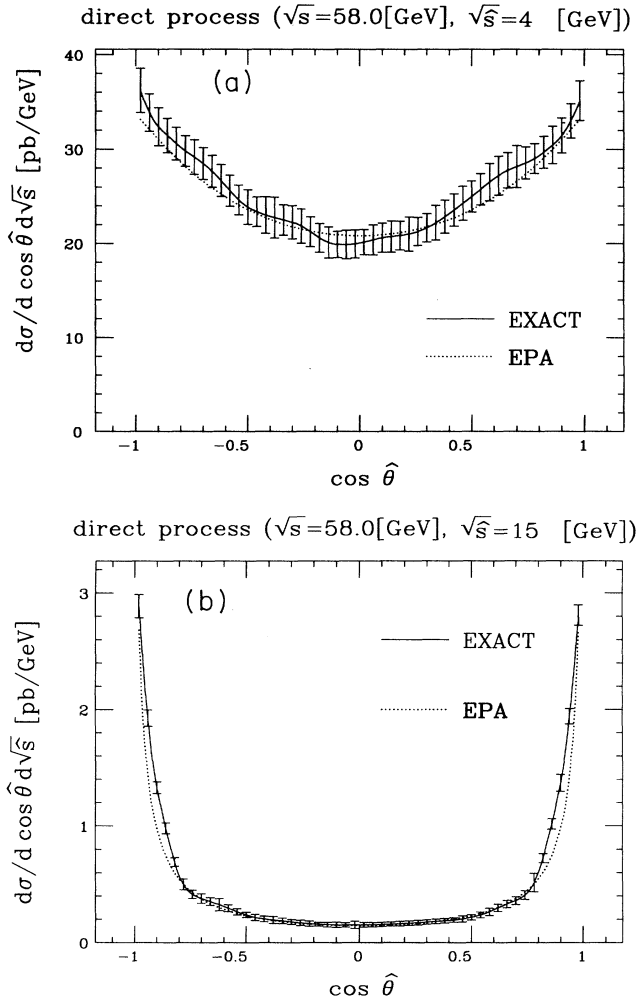 direct process (√s=58.0[GeV], √ŝ=4 [GeV])
40
30
20
10
0
dσ/d cos θ̂ d√ŝ [pb/GeV]
(a)
EXACT
EPA
−1
−0.5
0
0.5
1
cos θ̂
direct process (√s=58.0[GeV], √ŝ=15 [GeV])
3
2
1
0
dσ/d cos θ̂ d√ŝ [pb/GeV]
(b)
EXACT
EPA
−1
−0.5
0
0.5
1
cos θ̂